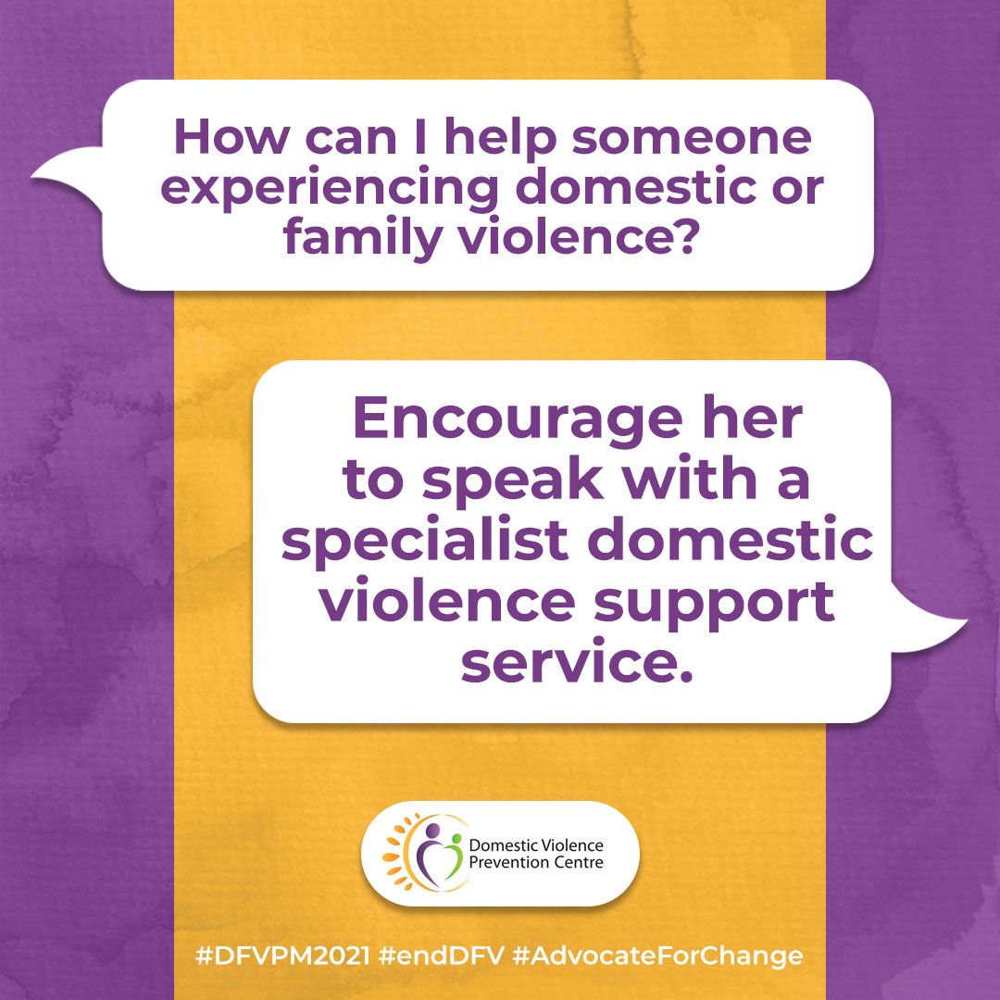 How can I help someone
experiencing domestic or
family violence?
Encourage her
to speak with a
specialist domestic
violence support
service.
Domestic Violence
Prevention Centre
#DFVPM2021 #endDFV #AdvocateForChange